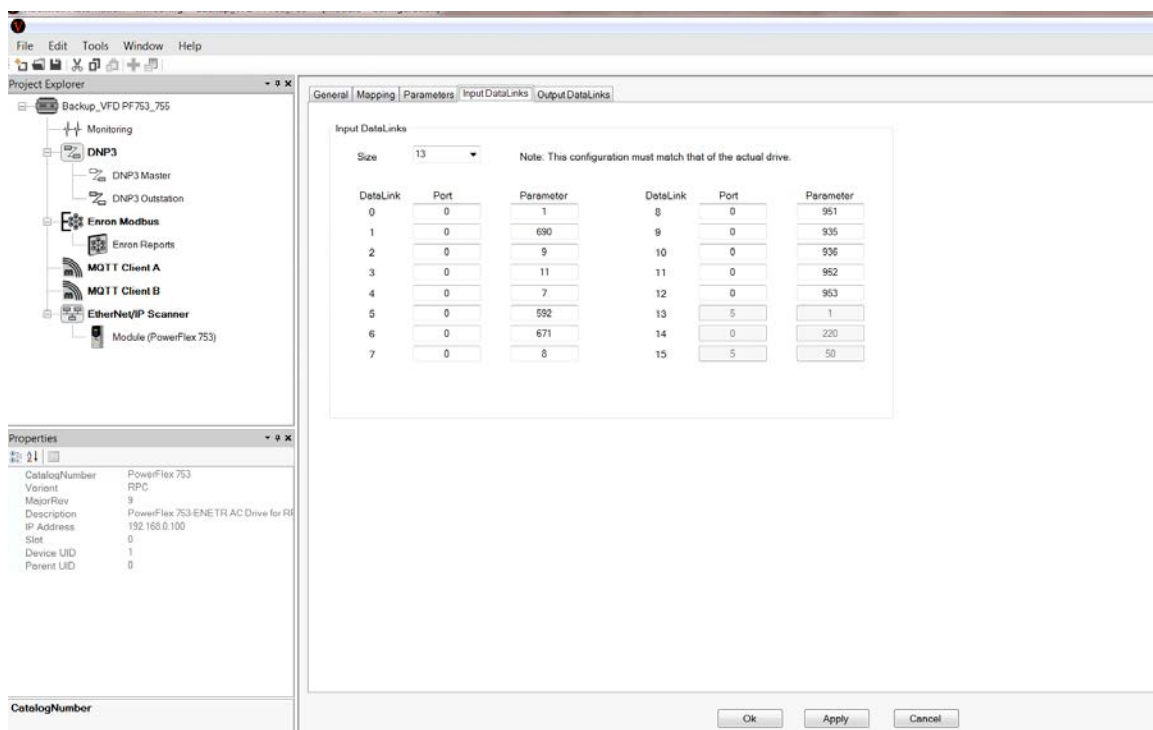 File Edit Tools Window Help
Project Explorer
Backup_VFD PF753_755
Monitoring
DNP3
DNP3 Master
DNP3 Outstation
Enron Modbus
Enron Reports
MQTT Client A
MQTT Client B
EtherNet/IP Scanner
Module (PowerFlex 753)
Properties
CatalogNumber PowerFlex 753
Variant RPC
MajorRev 9
Description PowerFlex 753-ENETR AC Drive for
IP Address 192.168.0.100
Slot 0
Device UID 1
Parent UID 0
CatalogNumber
General Mapping Parameters Input DataLinks Output DataLinks
Input DataLinks
Size 13 Note: This configuration must match that of the actual drive.
DataLink Port Parameter DataLink Port Parameter
0 0 1 8 0 951
1 0 690 9 0 935
2 0 9 10 0 936
3 0 11 11 0 952
4 0 7 12 0 953
5 0 592 13 5 1
6 0 671 14 0 220
7 0 8 15 5 50
Ok Apply Cancel